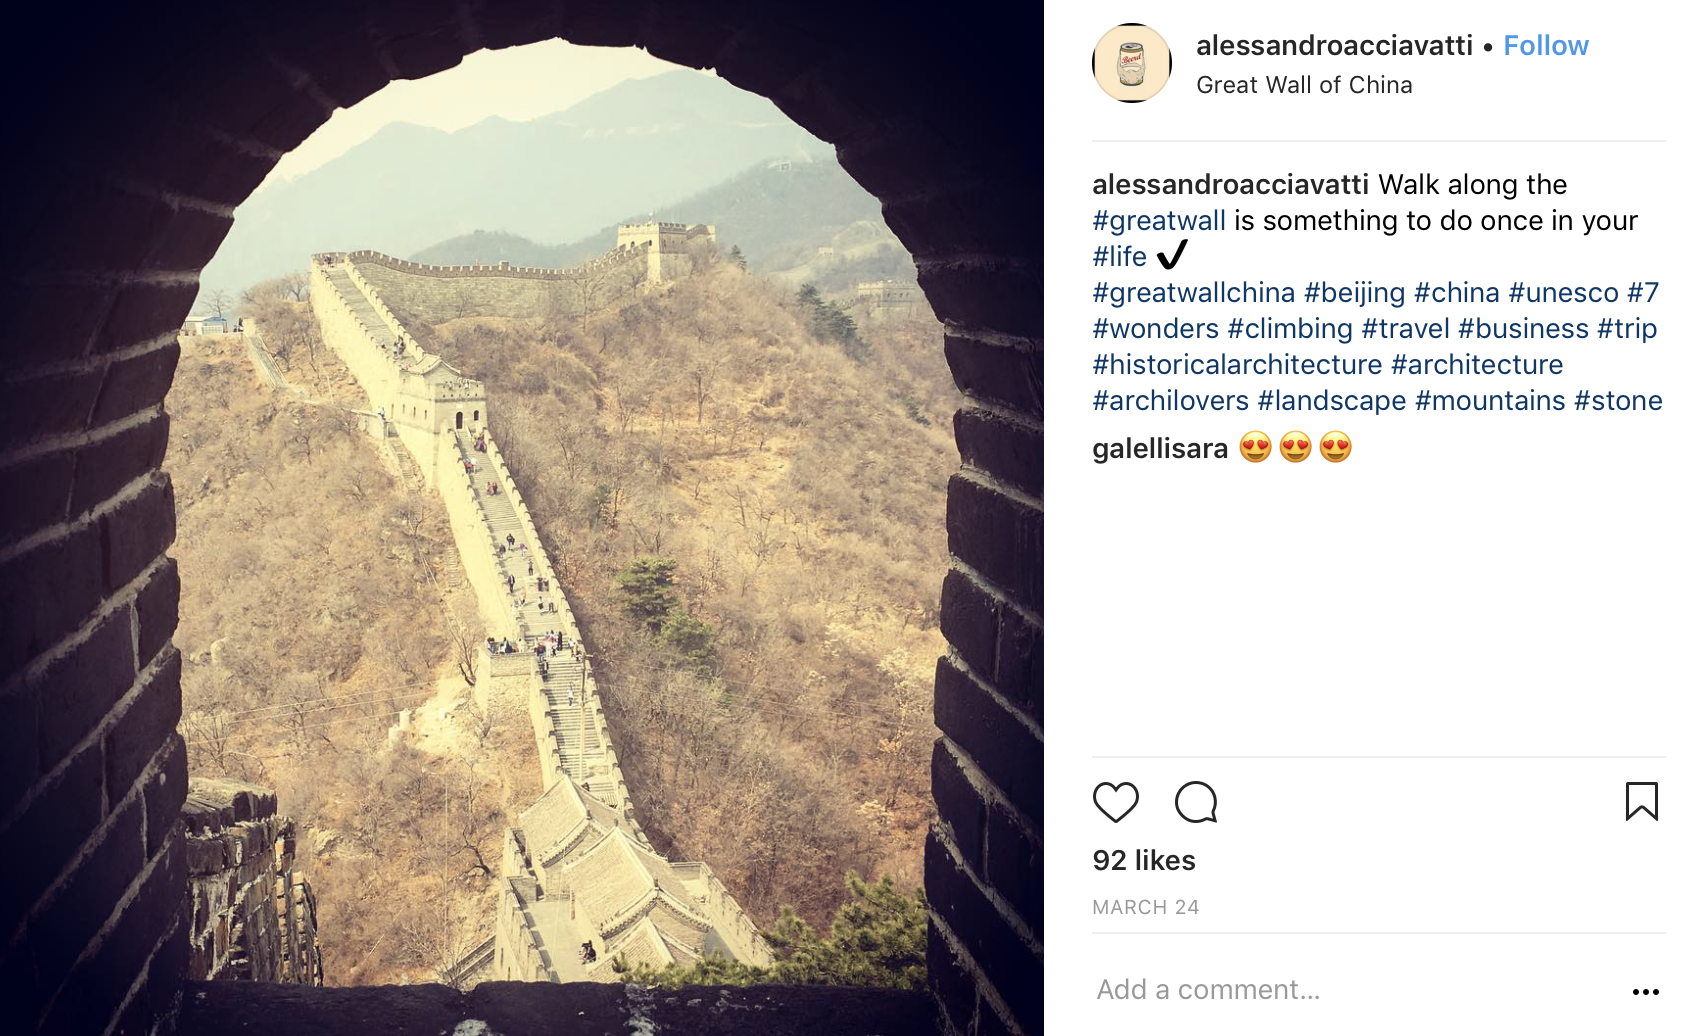 alessandroacciavatti • Follow
Great Wall of China
alessandroacciavatti Walk along the
#greatwall is something to do once in your
#life ✔
#greatwallchina #beijing #china #unesco #7
#wonders #climbing #travel #business #trip
#historicalarchitecture #architecture
#archilovers #landscape #mountains #stone
galellisara 😍😍😍
92 likes
MARCH 24
Add a comment...